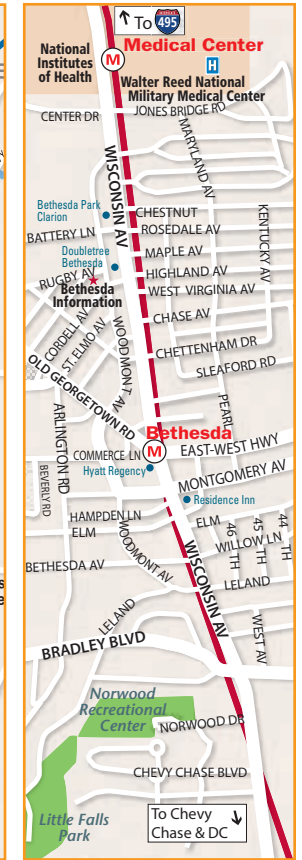 To 495
Medical Center
National
Institutes
of Health
M
H
Walter Reed National
Military Medical Center
CENTER DR
JONES BRIDGE RD
MARYLAND AV
WISCONSIN AV
KENTUCKY AV
Bethesda Park
Clarion
CHESTNUT
ROSEDALE AV
BATTERY LN
Doubletree
Bethesda
MAPLE AV
HIGHLAND AV
RUGBY AV
Bethesda
Information
WEST VIRGINIA AV
CORDELL AV
ST. ELMO AV
WOODMONT AV
CHASE AV
CHETTENHAM DR
SLEAFORD RD
OLD GEORGETOWN RD
PEARL
ARLINGTON RD
Bethesda
M
EAST-WEST HWY
COMMERCE LN
Hyatt Regency
BEVERLY RD
MONTGOMERY AV
Residence Inn
HAMPDEN LN
ELM
ELM
46 TH
45 TH
44 TH
WILLOW LN
WOODMONT AV
WISCONSIN AV
BETHESDA AV
LELAND
LELAND
WEST AV
BRADLEY BLVD
Norwood
Recreational
Center
NORWOOD DR
CHEVY CHASE BLVD
Little Falls
Park
To Chevy
Chase & DC